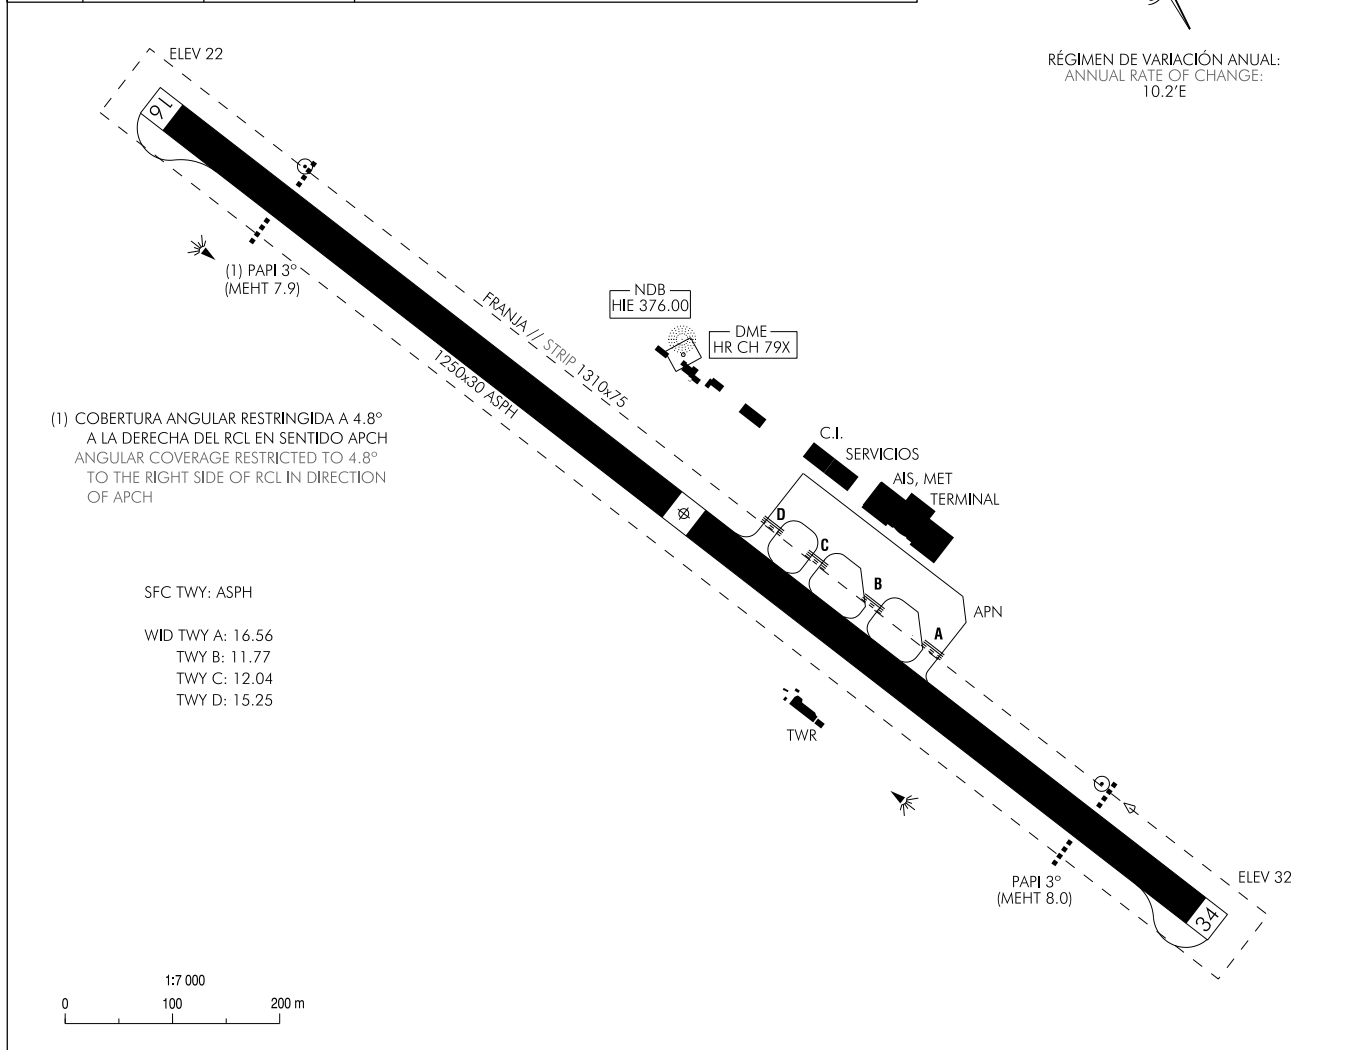 ELEV 22
RÉGIMEN DE VARIACIÓN ANUAL:
ANNUAL RATE OF CHANGE:
10.2’E
16
(1) PAPI 3º
(MEHT 7.9)
NDB
HIE 376.00
DME
HR CH 79X
FRANJA // STRIP 1310x75
1250x30 ASPH
(1) COBERTURA ANGULAR RESTRINGIDA A 4.8º
A LA DERECHA DEL RCL EN SENTIDO APCH
ANGULAR COVERAGE RESTRICTED TO 4.8º
TO THE RIGHT SIDE OF RCL IN DIRECTION
OF APCH
C.I.
SERVICIOS
AIS, MET
TERMINAL
D
C
B
A
APN
SFC TWY: ASPH
WID TWY A: 16.56
TWY B: 11.77
TWY C: 12.04
TWY D: 15.25
TWR
PAPI 3º
(MEHT 8.0)
ELEV 32
34
1:7 000
0 100 200 m